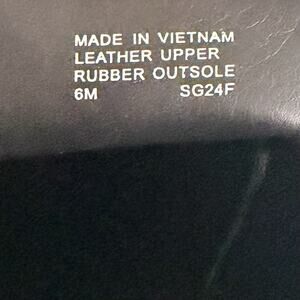 MADE IN VIETNAM
LEATHER UPPER
RUBBER OUTSOLE
6M SG24F